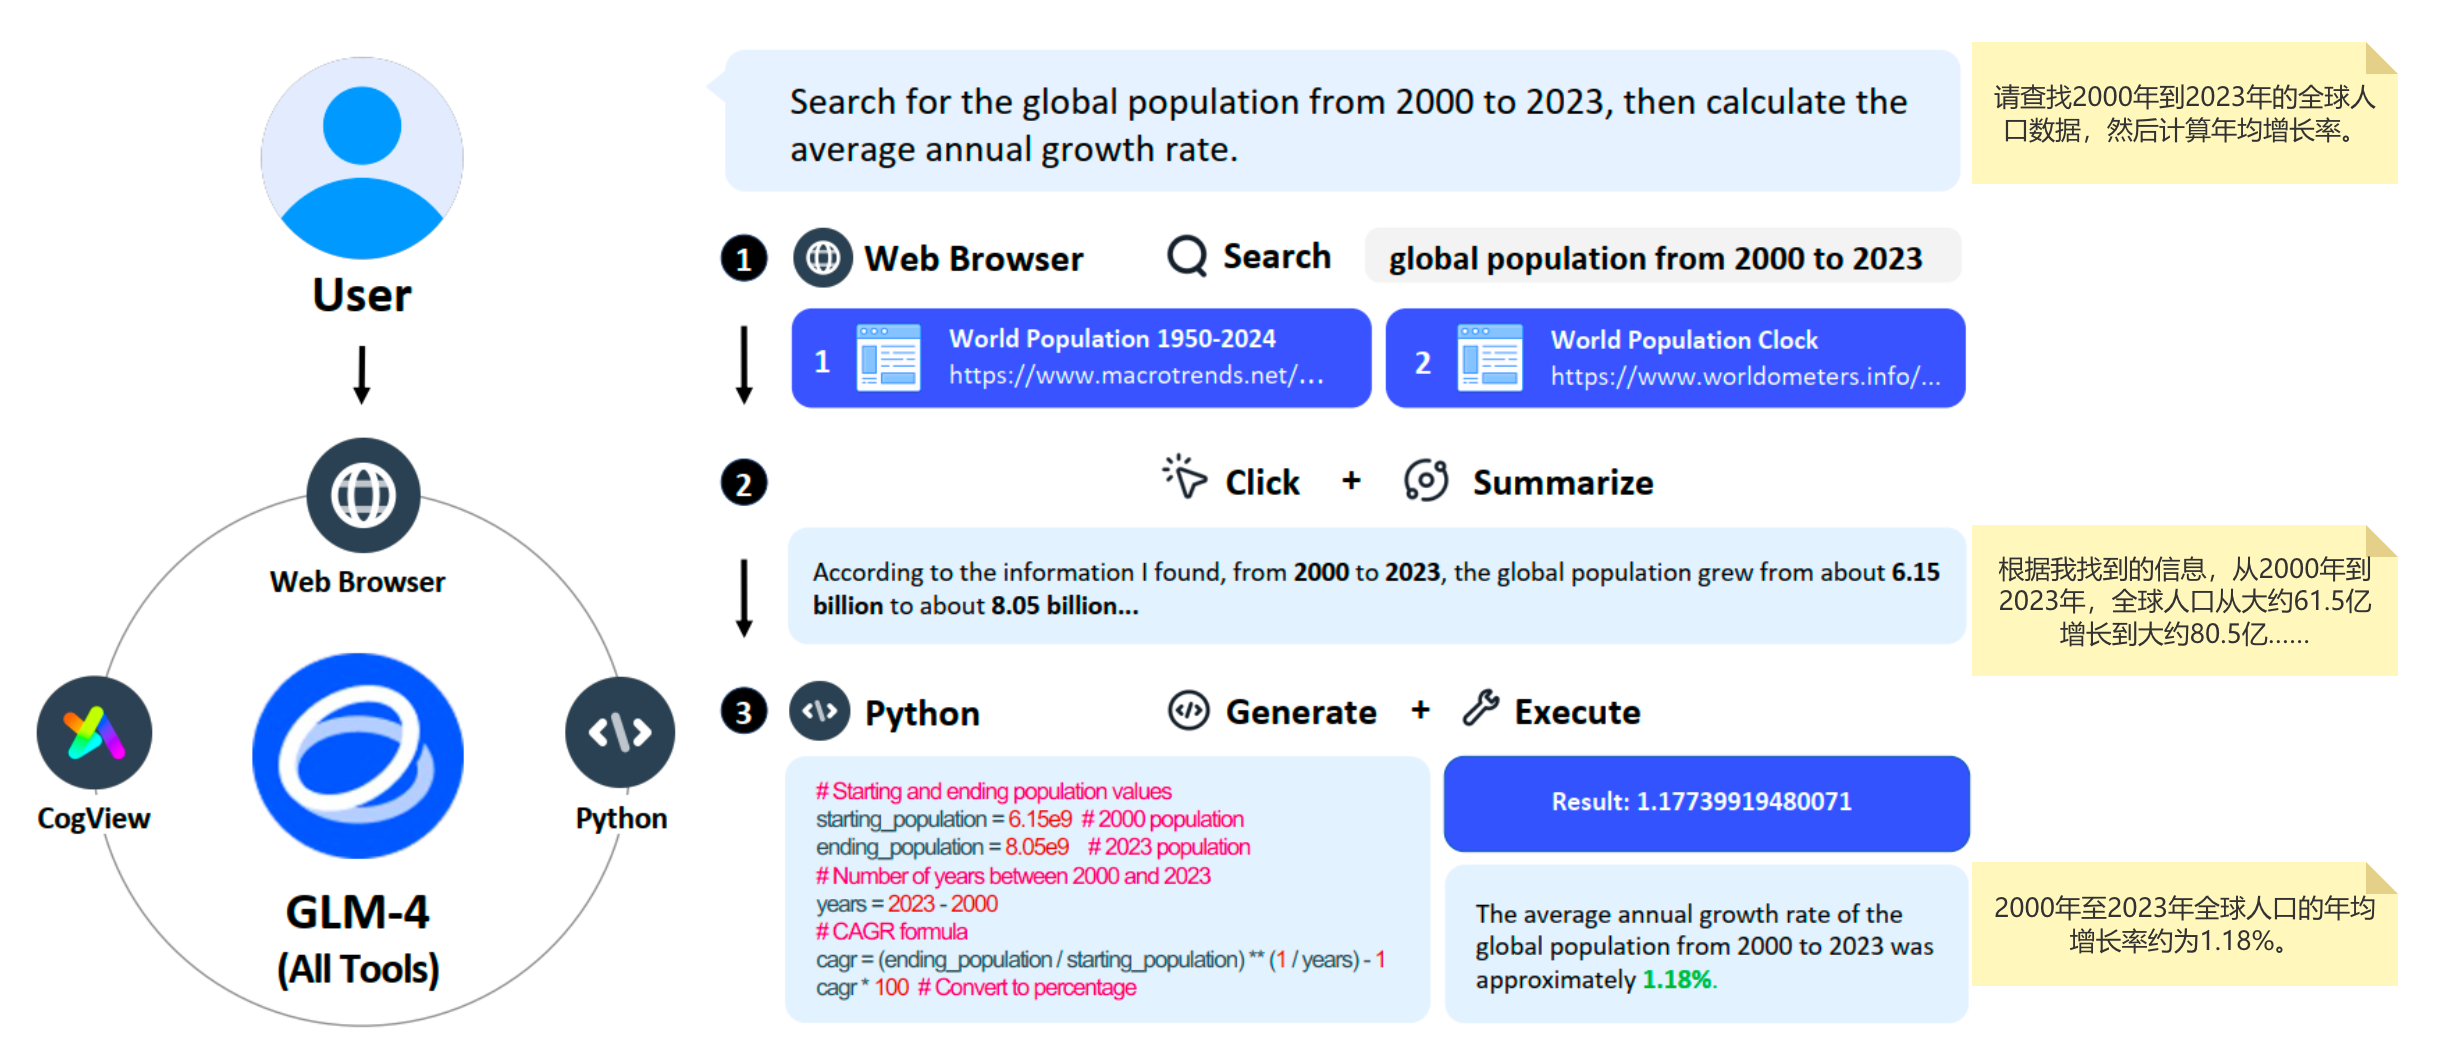 User
Web Browser
CogView
Python
GLM-4
(All Tools)
Search for the global population from 2000 to 2023, then calculate the
average annual growth rate.
请查找2000年到2023年的全球人
口数据，然后计算年均增长率。
1 Web Browser Search global population from 2000 to 2023
1 World Population 1950-2024
https://www.macrotrends.net/...
2 World Population Clock
https://www.worldometers.info/...
2 Click + Summarize
According to the information I found, from 2000 to 2023, the global population grew from about 6.15
billion to about 8.05 billion...
根据我找到的信息，从2000年到
2023年，全球人口从大约61.5亿
增长到大约80.5亿......
3 Python Generate + Execute
# Starting and ending population values
starting_population = 6.15e9 # 2000 population
ending_population = 8.05e9 # 2023 population
# Number of years between 2000 and 2023
years = 2023 - 2000
# CAGR formula
cagr = (ending_population / starting_population) ** (1 / years) - 1
cagr * 100 # Convert to percentage
Result: 1.17739919480071
The average annual growth rate of the
global population from 2000 to 2023 was
approximately 1.18%.
2000年至2023年全球人口的年均
增长率约为1.18%。